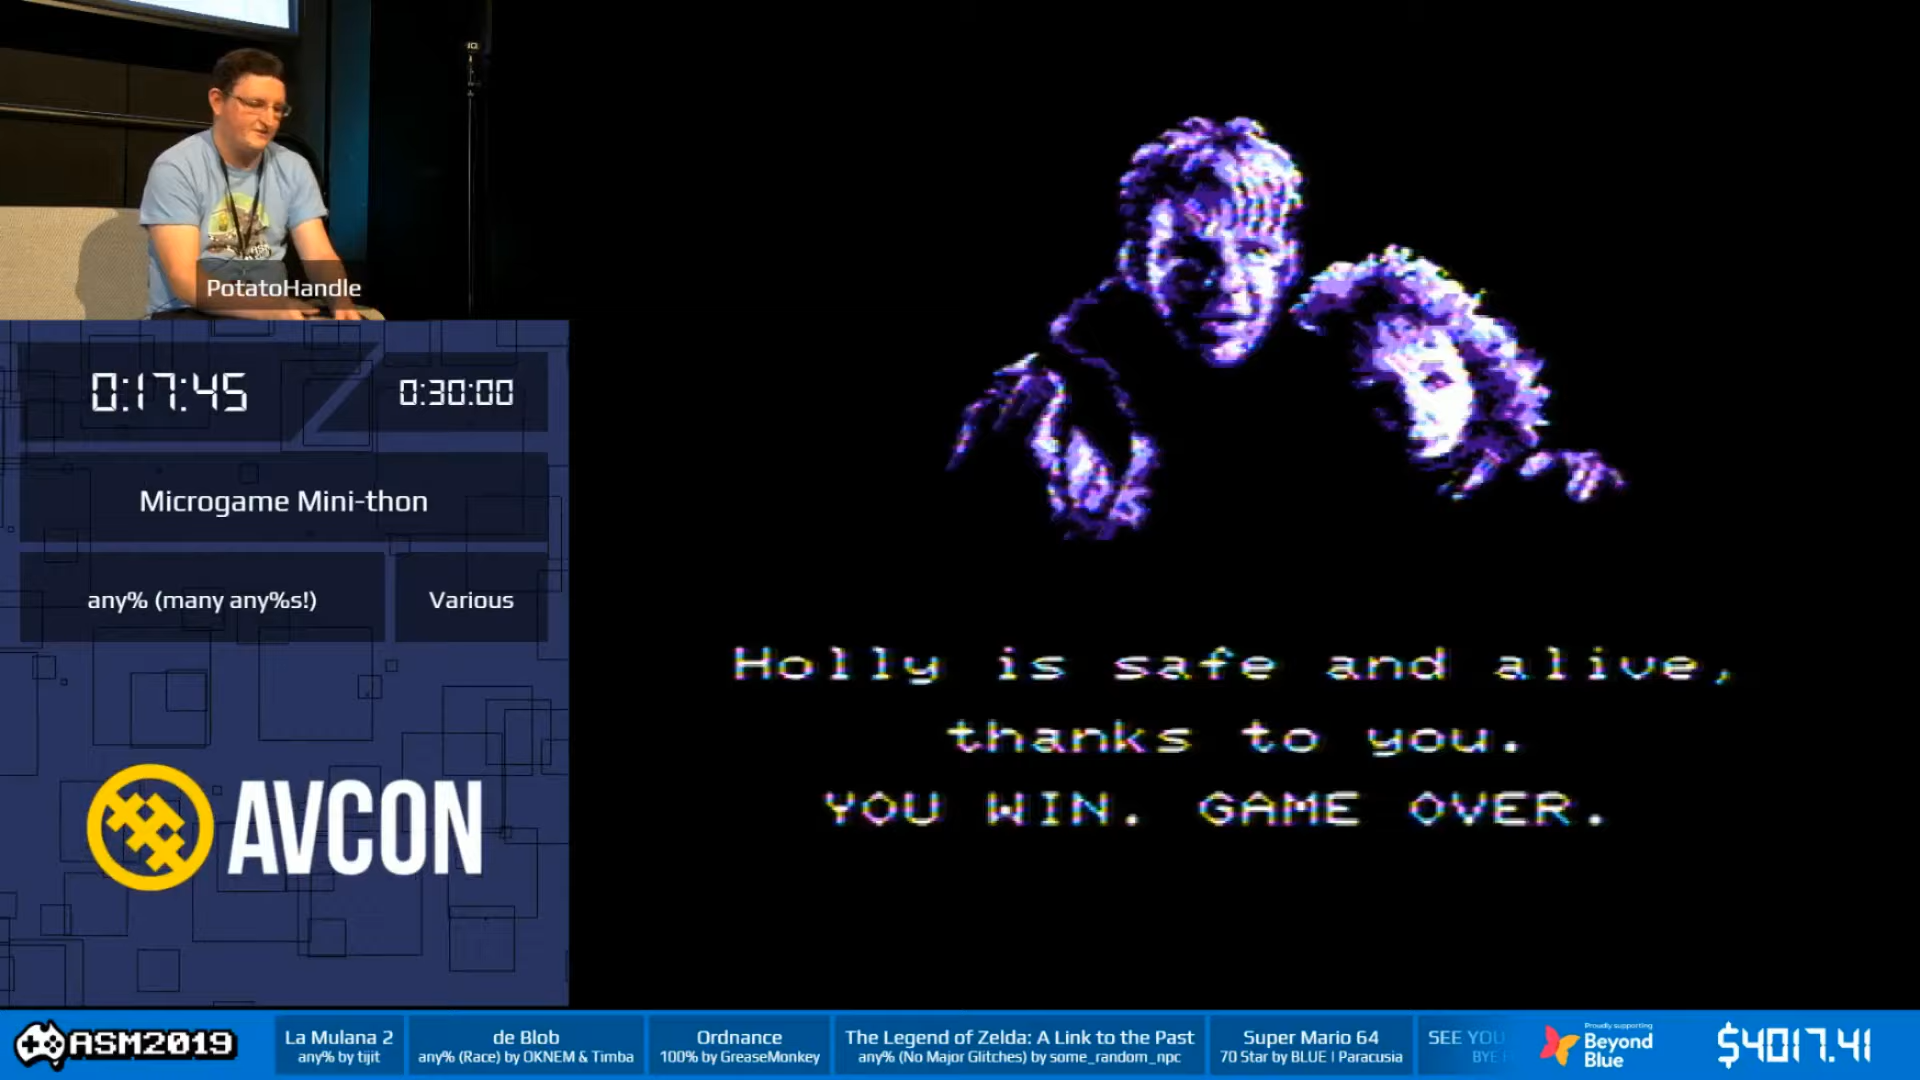 PotatoHandle
0:17:45
0:30:00
Microgame Mini-thon
any% (many any%s!)
Various
AVCON
Holly is safe and alive,
thanks to you.
YOU WIN. GAME OVER.
ASM2019
La Mulana 2
any% by tijit
de Blob
any% (Race) by OKNEM & Timba
Ordnance
100% by GreaseMonkey
The Legend of Zelda: A Link to the Past
any% (No Major Glitches) by some_random_npc
Super Mario 64
70 Star by BLUE | Paracusia
SEE YOU
BYE
Proudly supporting
Beyond
Blue
$4017.41